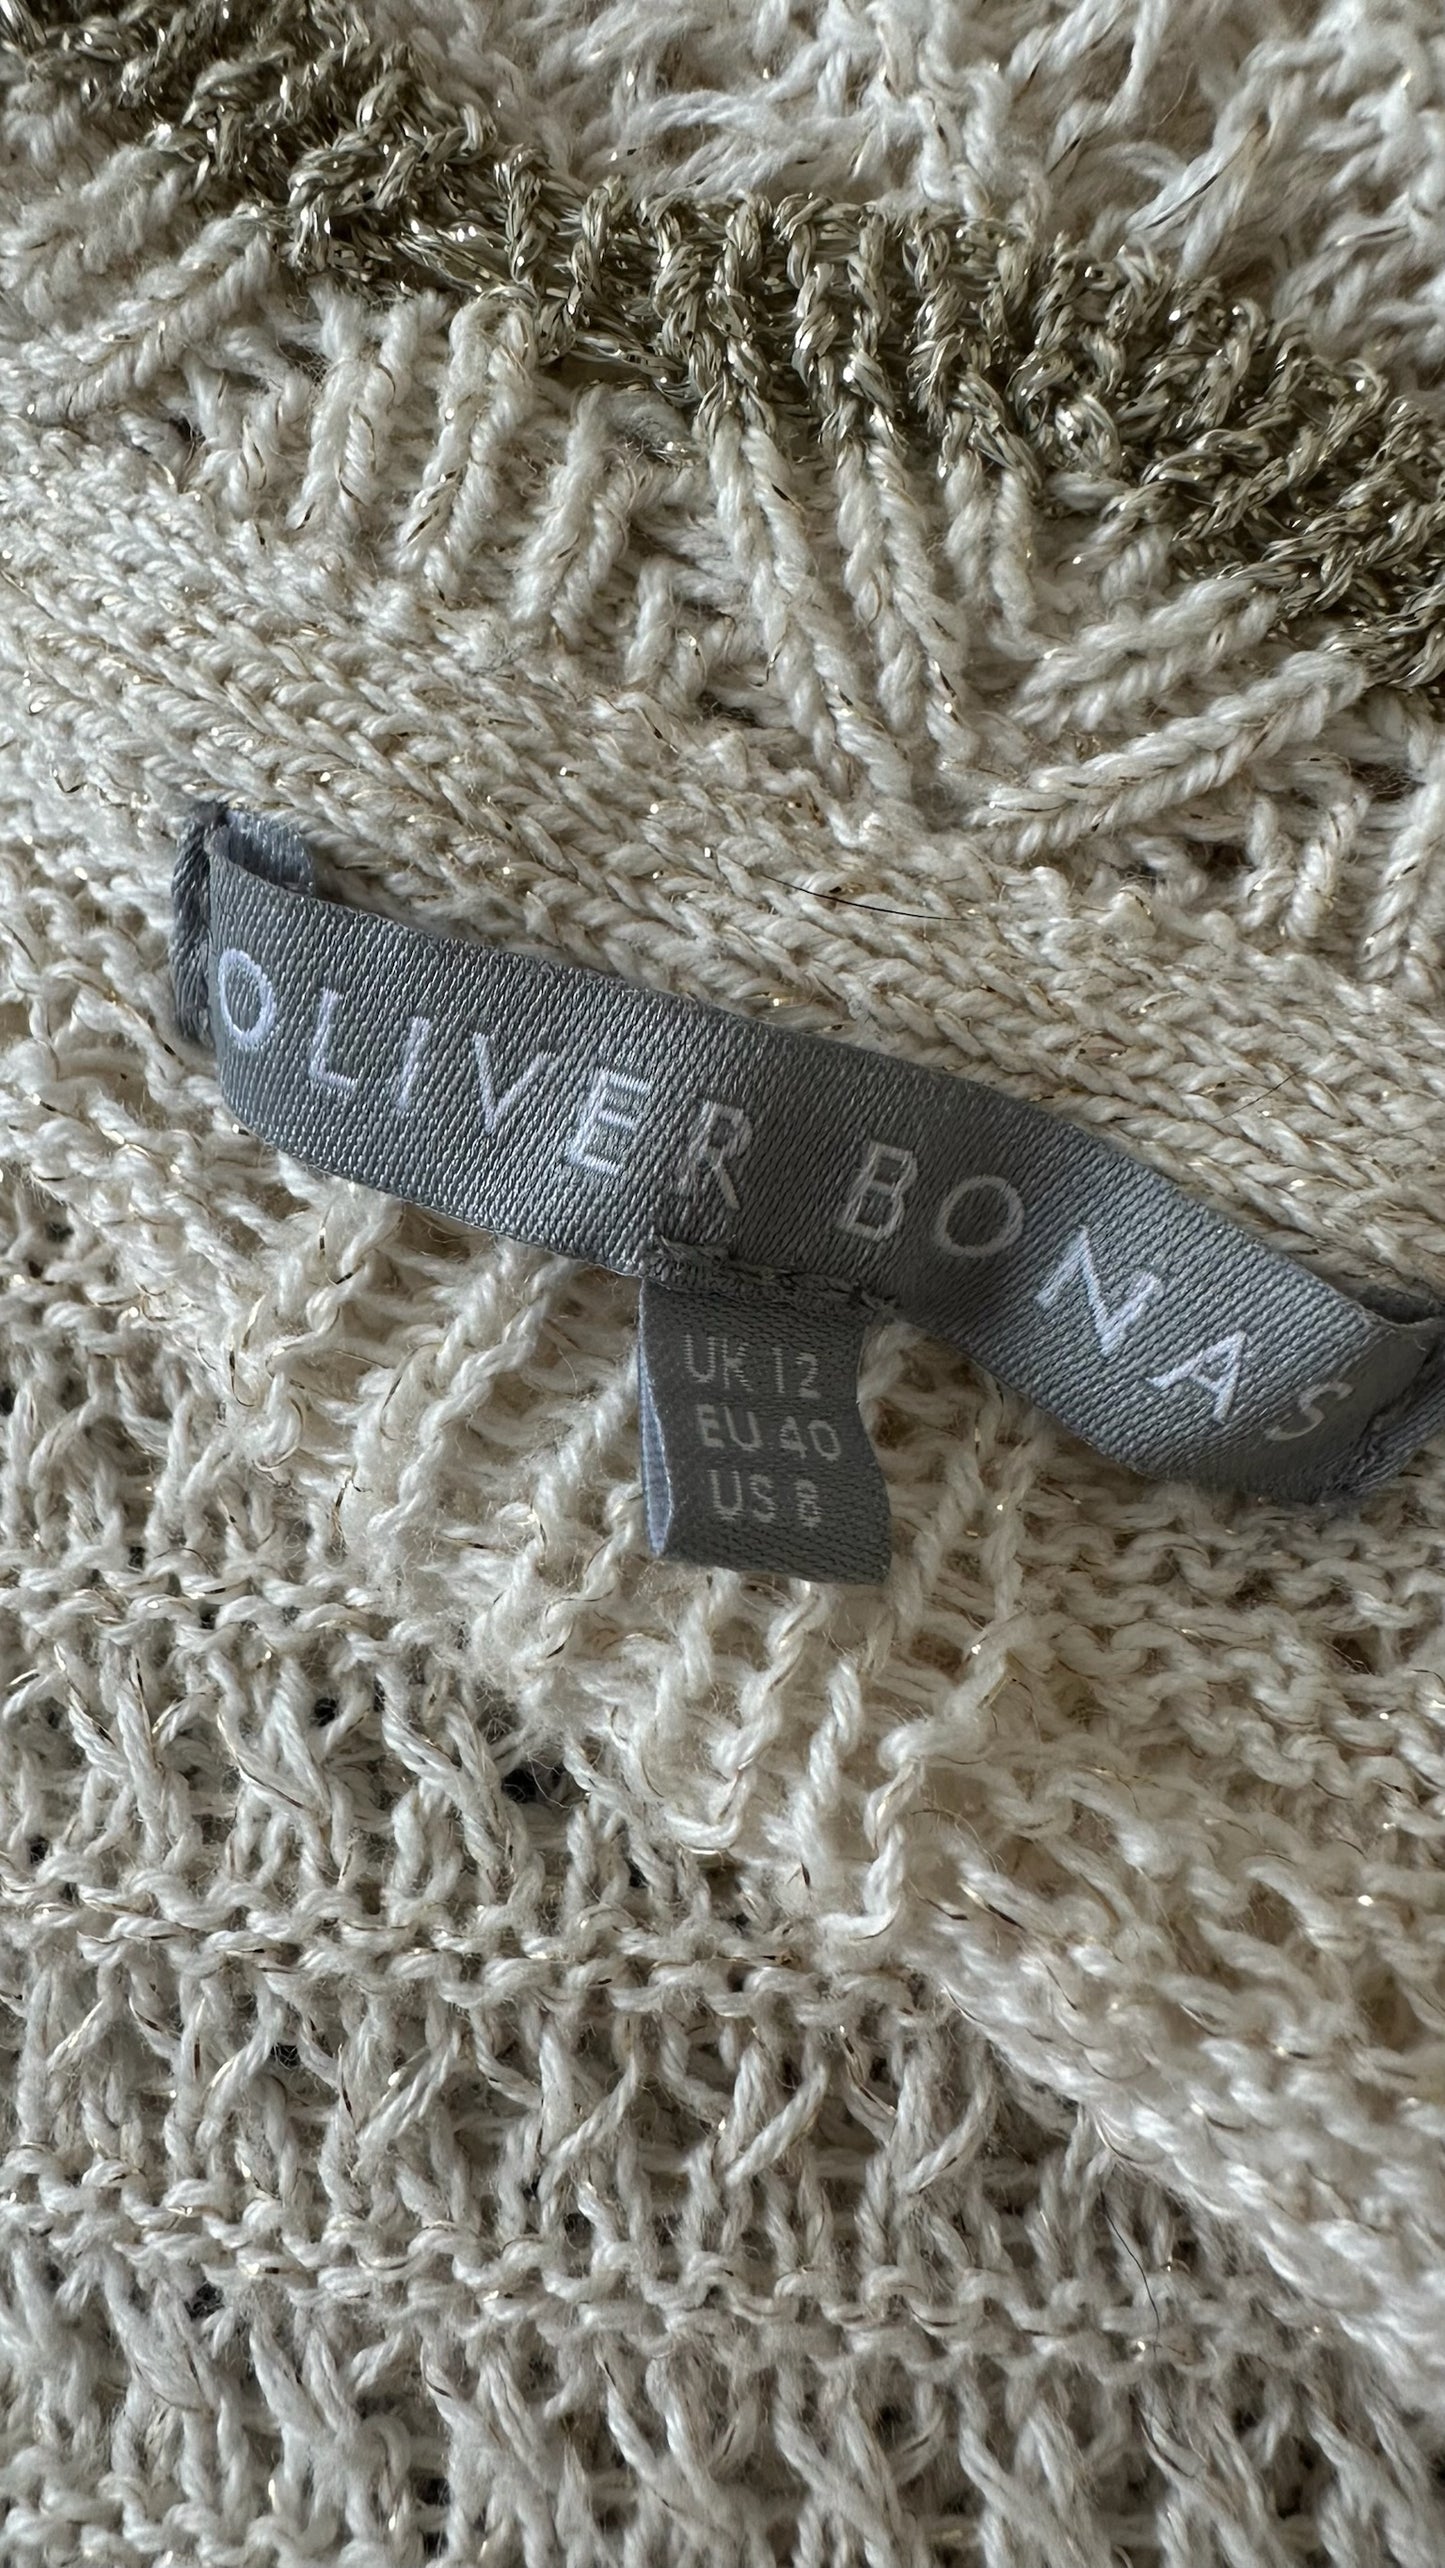 OLIVER BONAS
UK 12
EU 40
US 8